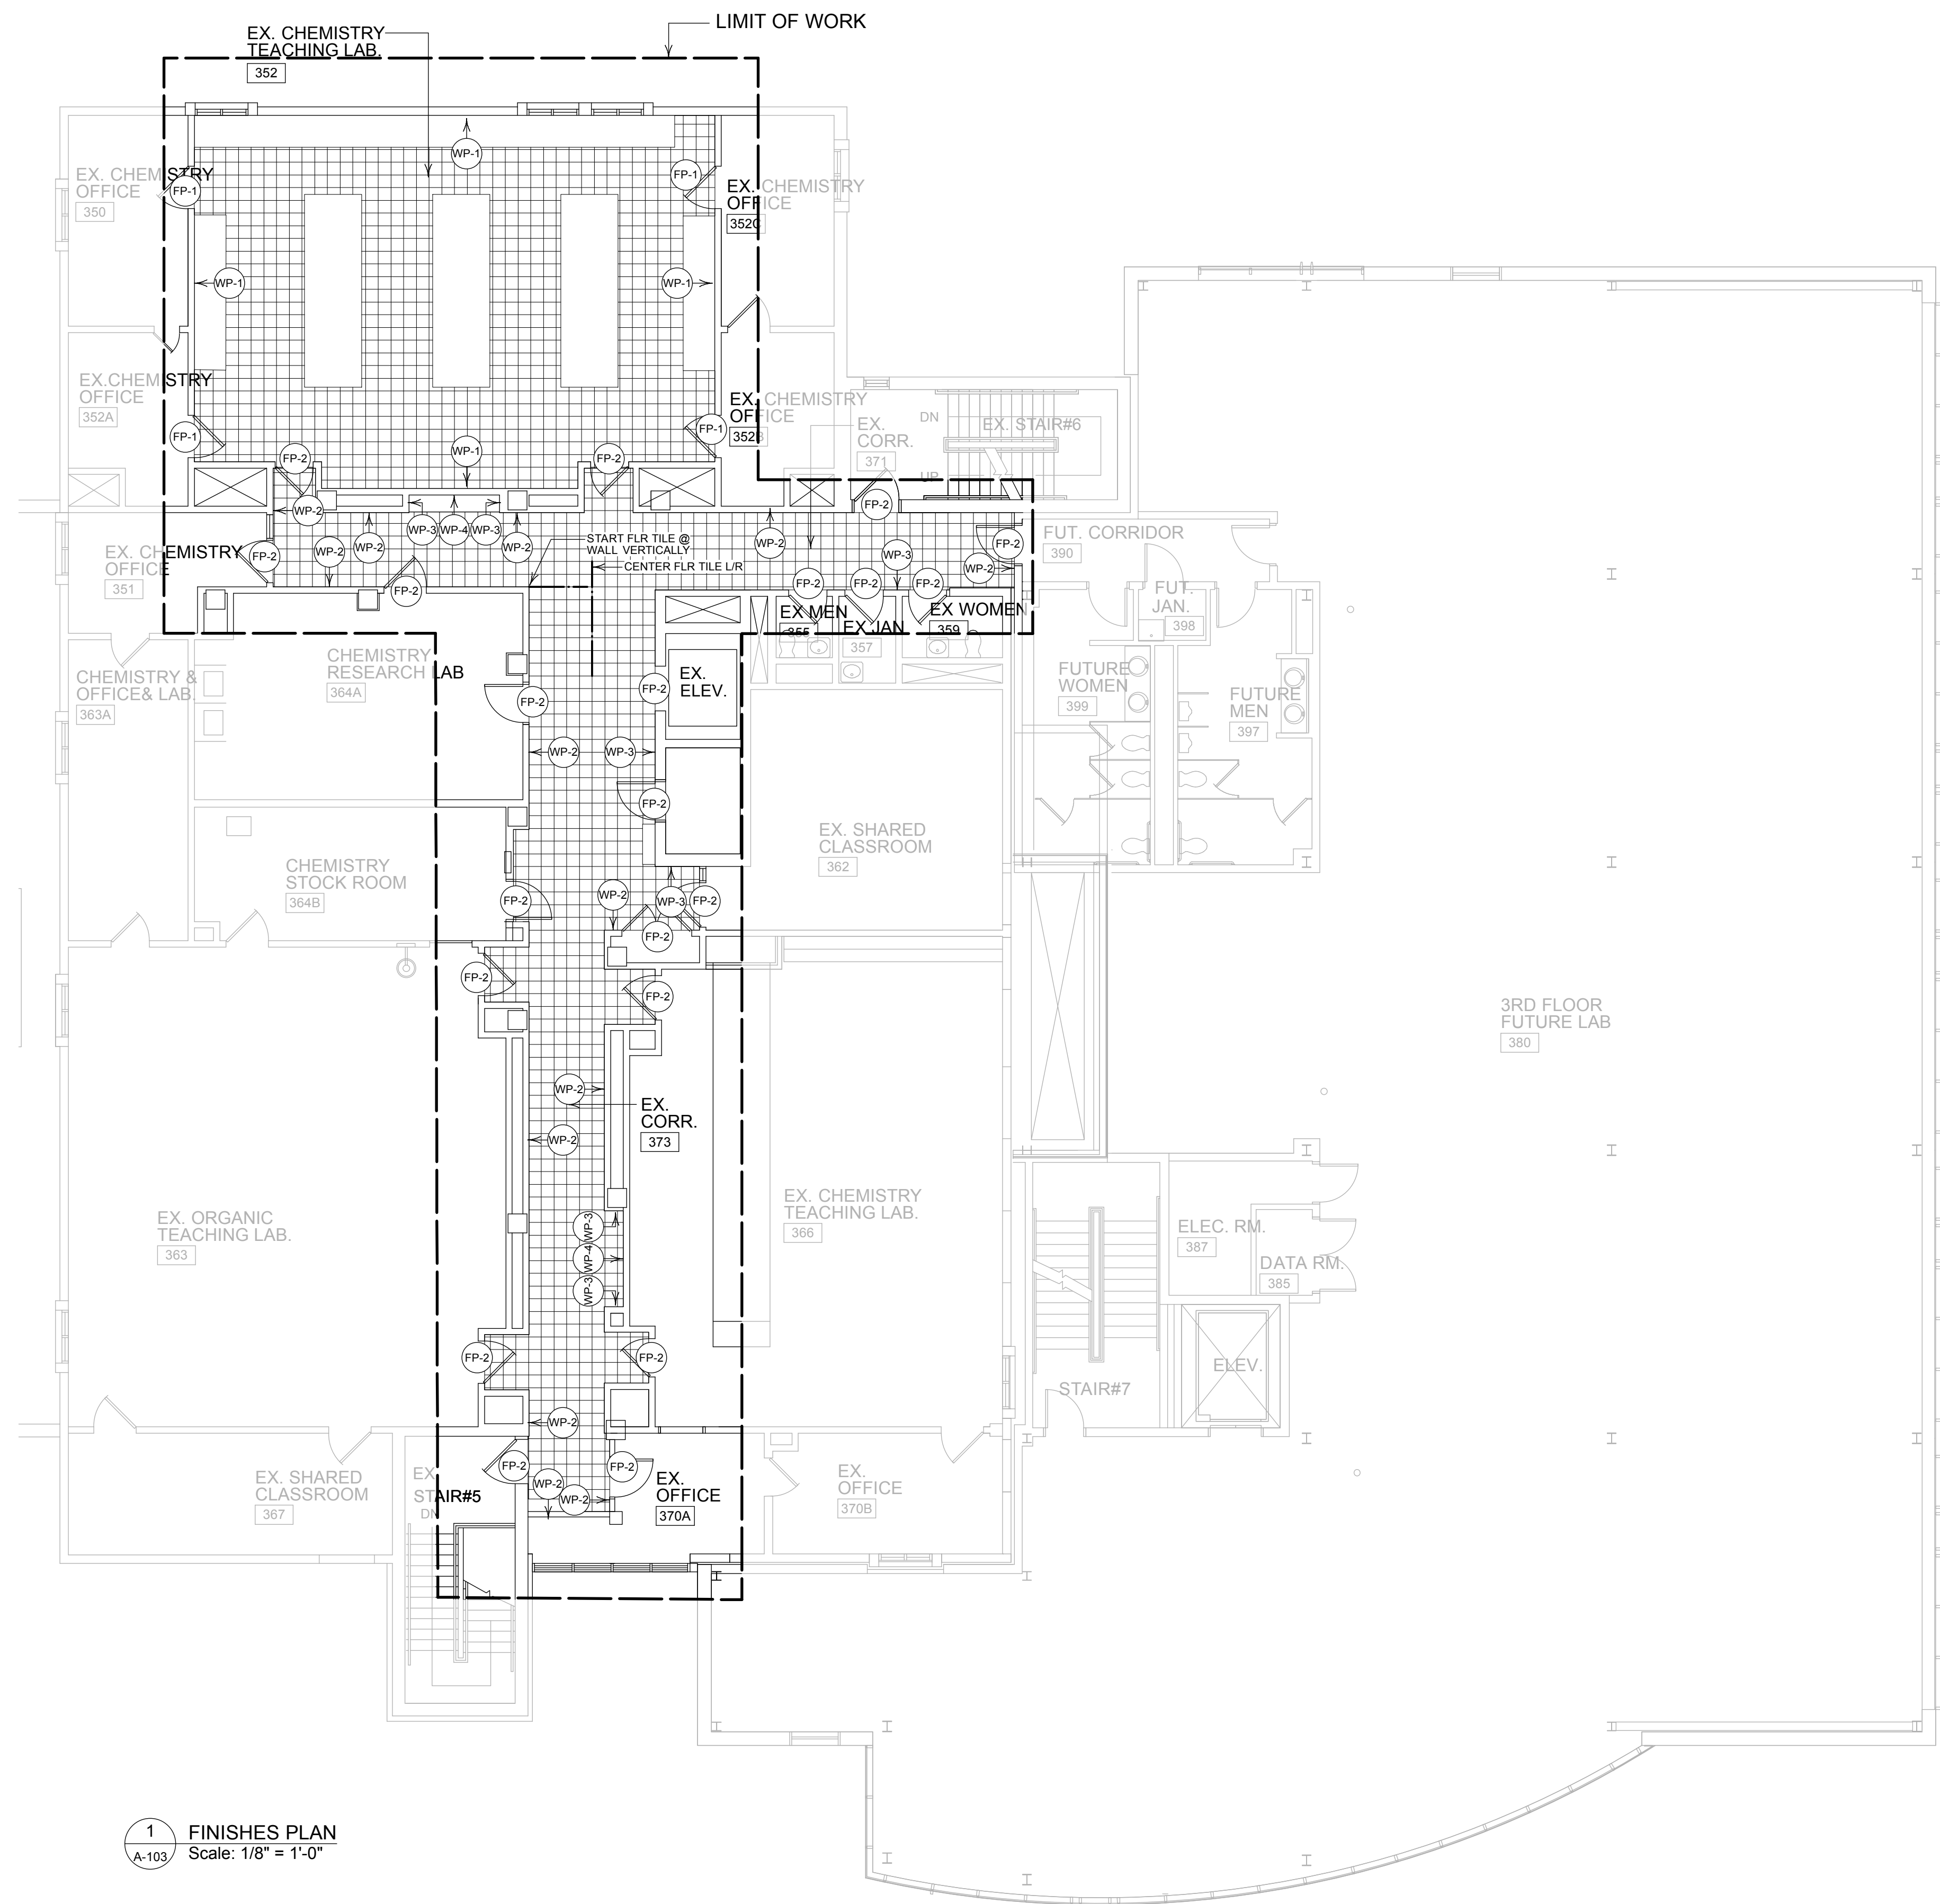 LIMIT OF WORK
EX. CHEMISTRY
TEACHING LAB.
352
WP-1
FP-1
FP-1
EX. CHEMISTRY
OFFICE
350
EX. CHEMISTRY
OFFICE
352C
WP-1
WP-1
EX.CHEMISTRY
OFFICE
352A
EX. CHEMISTRY
OFFICE
352B
FP-1
FP-1
WP-1
FP-2
FP-2
EX.
CORR.
371
DN
EX. STAIR#6
UP
FP-2
WP-2
WP-2
WP-2
WP-3
WP-4
WP-3
WP-2
START FLR TILE @
WALL VERTICALLY
CENTER FLR TILE L/R
WP-2
WP-3
FP-2
WP-2
EX. CHEMISTRY
OFFICE
351
FP-2
FP-2
FP-2
FP-2
FP-2
FUT. CORRIDOR
390
FUT.
JAN.
398
EX MEN
355
EX JAN
357
EX WOMEN
359
CHEMISTRY &
OFFICE& LAB.
363A
CHEMISTRY
RESEARCH LAB
364A
EX.
ELEV.
FP-2
FP-2
FUTURE
WOMEN
399
FUTURE
MEN
397
WP-2
WP-3
FP-2
EX. SHARED
CLASSROOM
362
CHEMISTRY
STOCK ROOM
364B
FP-2
WP-2
WP-3
FP-2
FP-2
FP-2
FP-2
3RD FLOOR
FUTURE LAB
380
WP-2
EX.
CORR.
373
WP-2
EX. ORGANIC
TEACHING LAB.
363
WP-3
WP-4
WP-3
EX. CHEMISTRY
TEACHING LAB.
366
ELEC. RM.
387
DATA RM.
385
FP-2
FP-2
ELEV.
STAIR#7
WP-2
FP-2
FP-2
WP-2
WP-2
EX. SHARED
CLASSROOM
367
EX
STAIR#5
DN
EX.
OFFICE
370A
EX.
OFFICE
370B
1
A-103
FINISHES PLAN
Scale: 1/8" = 1'-0"